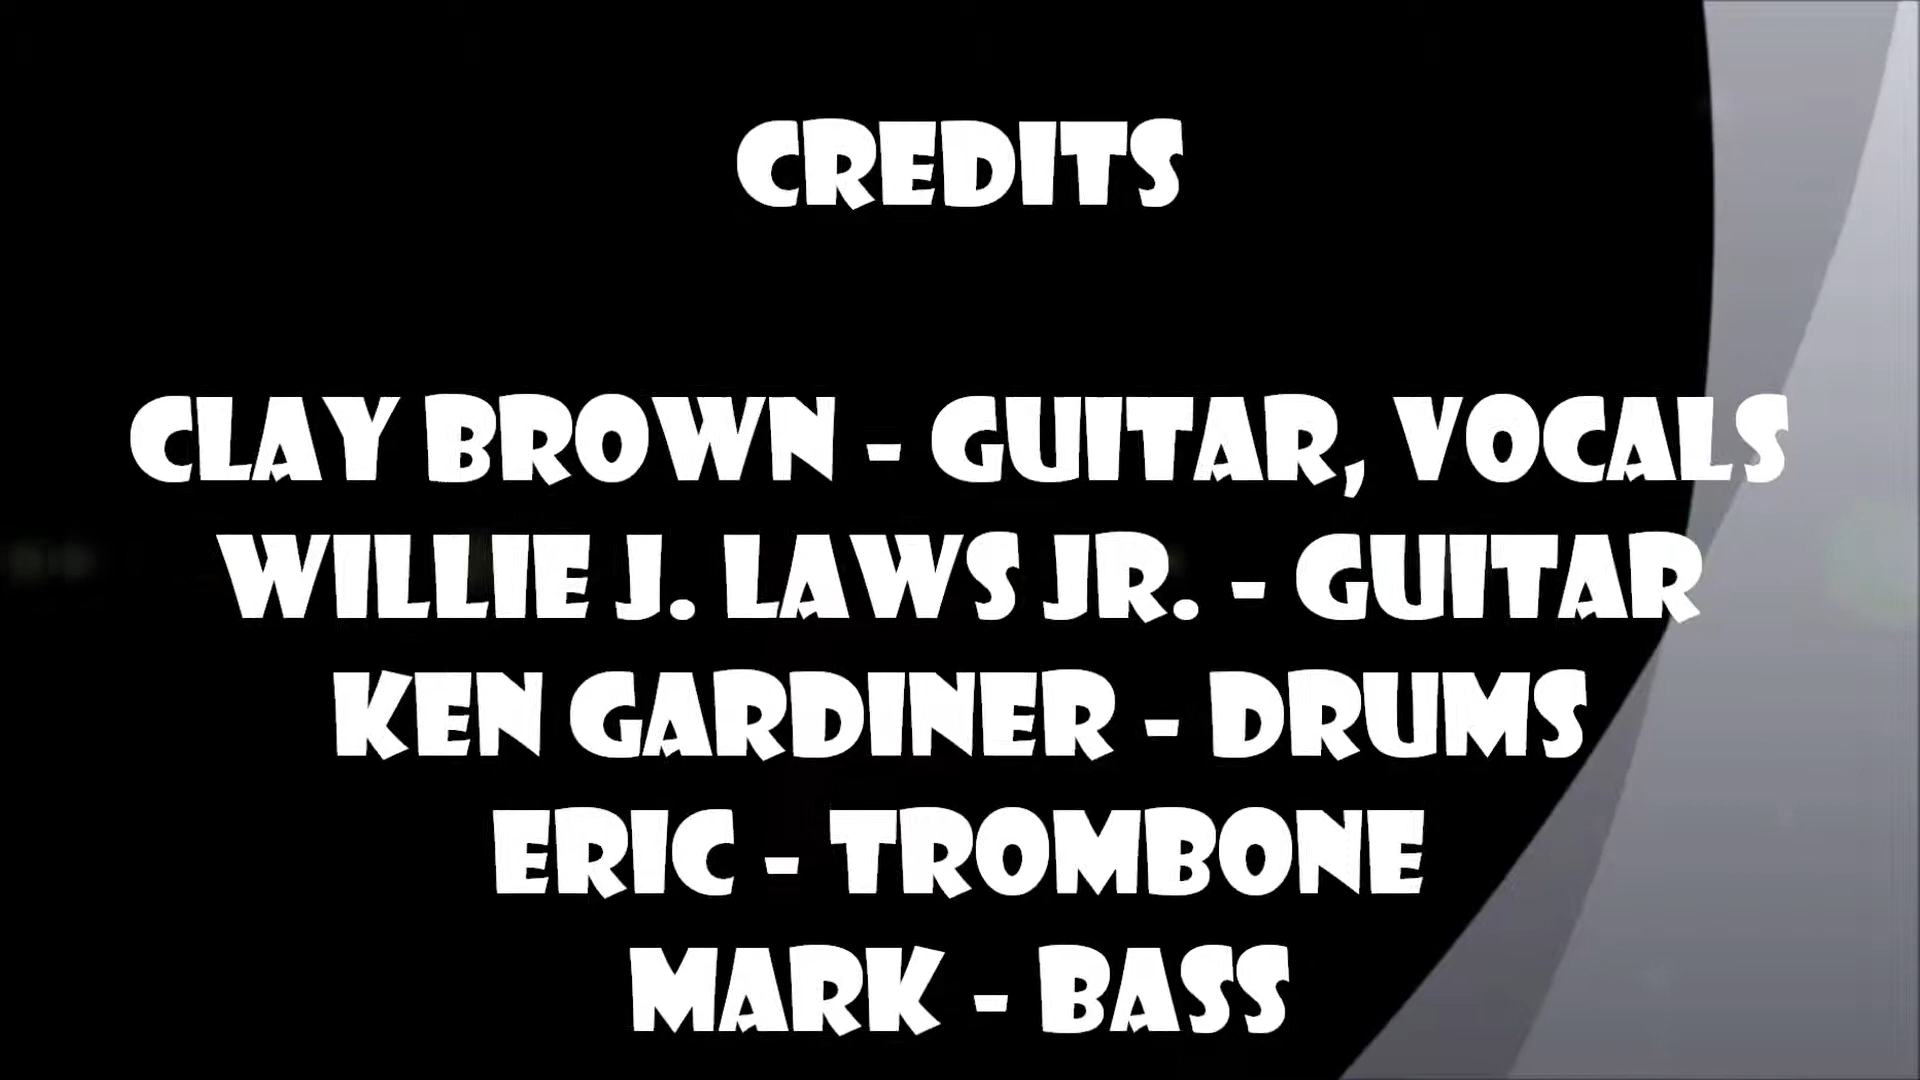 CREDITS
CLAY BROWN - GUITAR, VOCALS
WILLIE J. LAWS JR. - GUITAR
KEN GARDINER - DRUMS
ERIC - TROMBONE
MARK - BASS